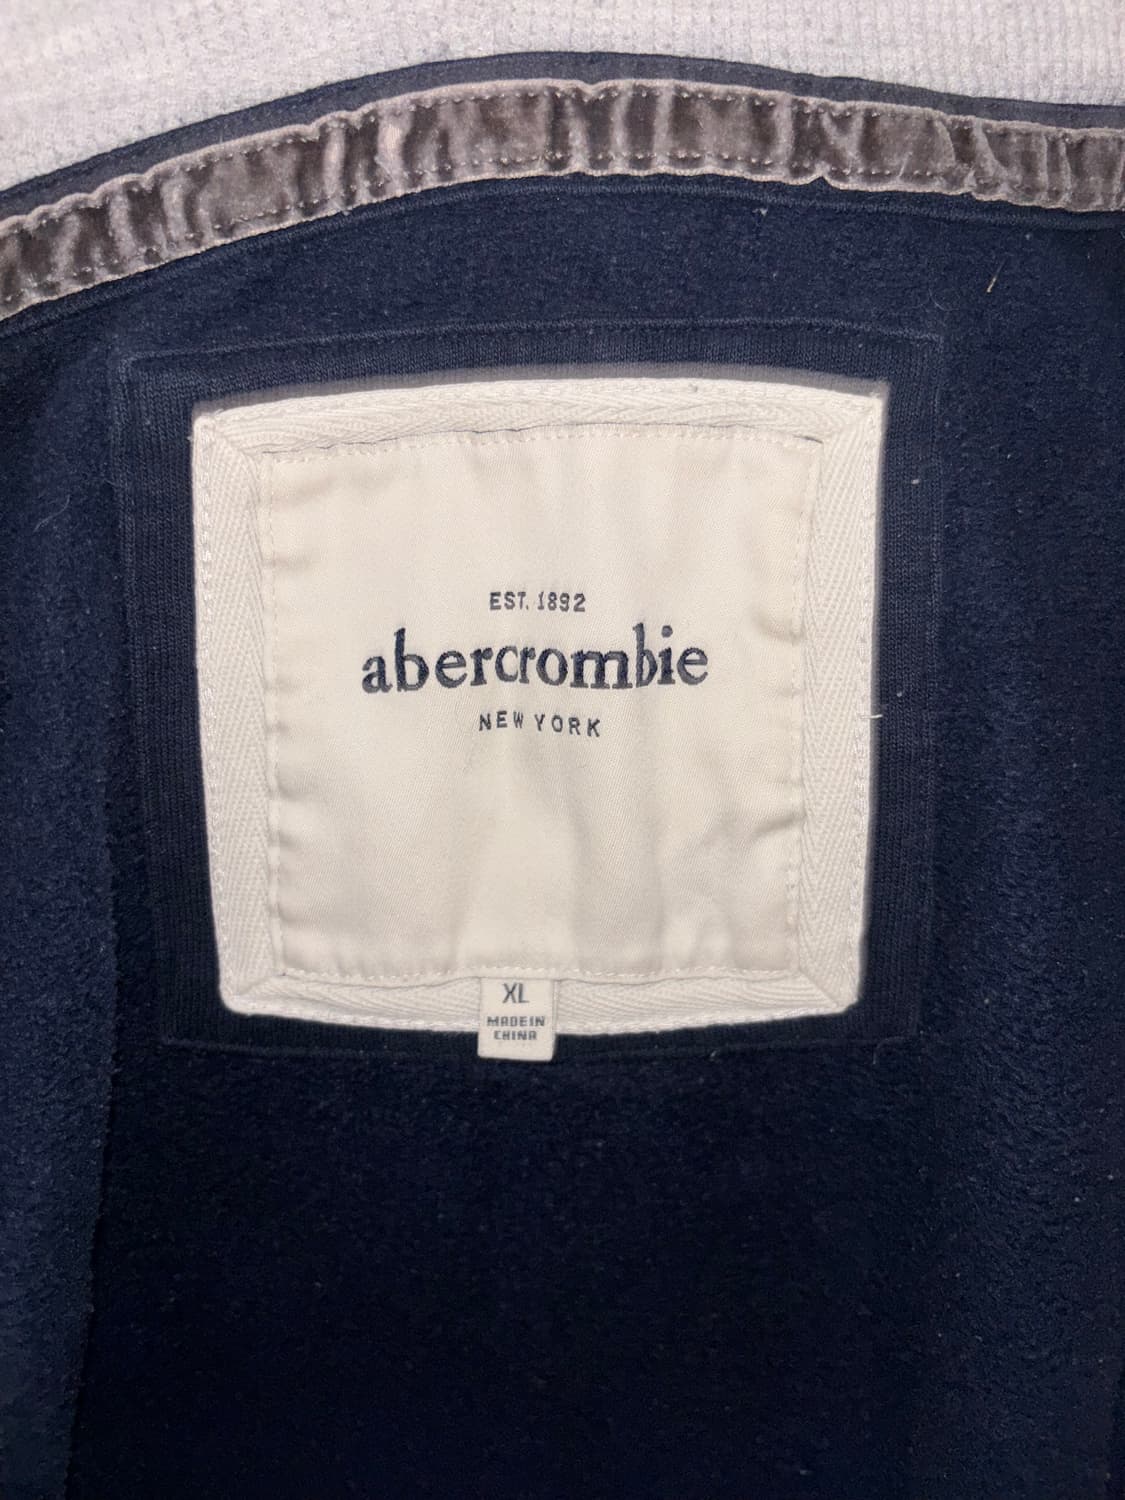 EST. 1892
abercrombie
NEW YORK
XL
MADE IN
CHINA